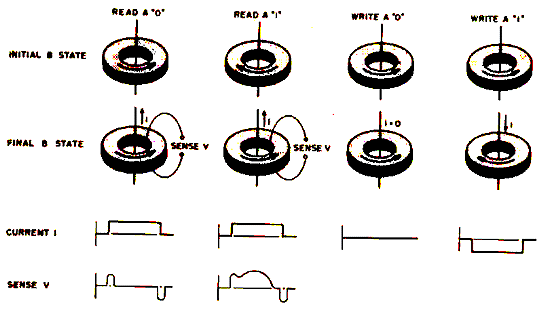 READ A "0" READ A "1" WRITE A "0" WRITE A "1"
INITIAL B STATE
I I I=0 I
FINAL B STATE SENSE V SENSE V
CURRENT I
SENSE V